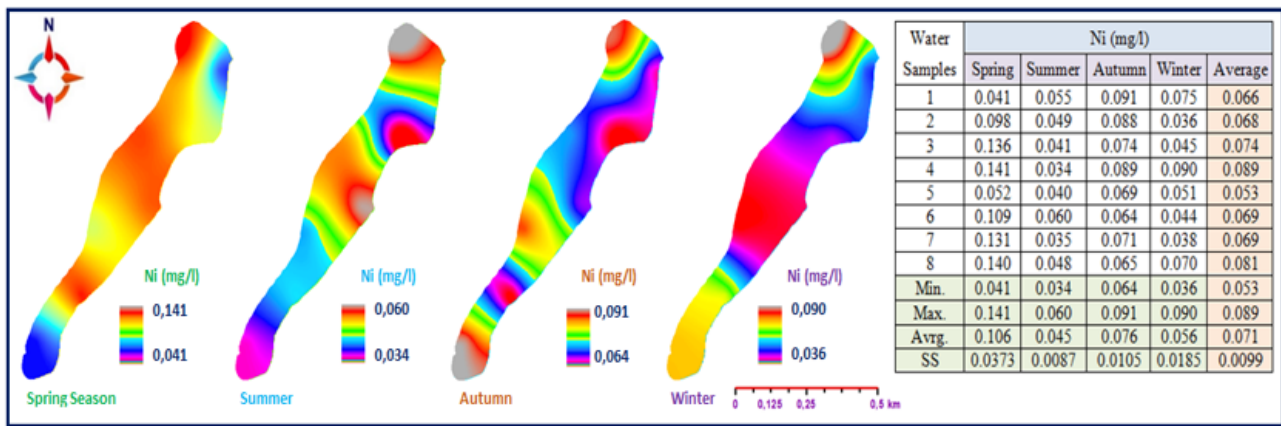 N
Ni (mg/l)
0,141
0,041
Spring Season
Ni (mg/l)
0,060
0,034
Summer
Ni (mg/l)
0,091
0,064
Autumn
Ni (mg/l)
0,090
0,036
Winter
0 0,125 0,25 0,5 km
Water Samples Ni (mg/l)
Spring Summer Autumn Winter Average
1 0.041 0.055 0.091 0.075 0.066
2 0.098 0.049 0.088 0.036 0.068
3 0.136 0.041 0.074 0.045 0.074
4 0.141 0.034 0.089 0.090 0.089
5 0.052 0.040 0.069 0.051 0.053
6 0.109 0.060 0.064 0.044 0.069
7 0.131 0.035 0.071 0.038 0.069
8 0.140 0.048 0.065 0.070 0.081
Min. 0.041 0.034 0.064 0.036 0.053
Max. 0.141 0.060 0.091 0.090 0.089
Avrg. 0.106 0.045 0.076 0.056 0.071
SS 0.0373 0.0087 0.0105 0.0185 0.0099